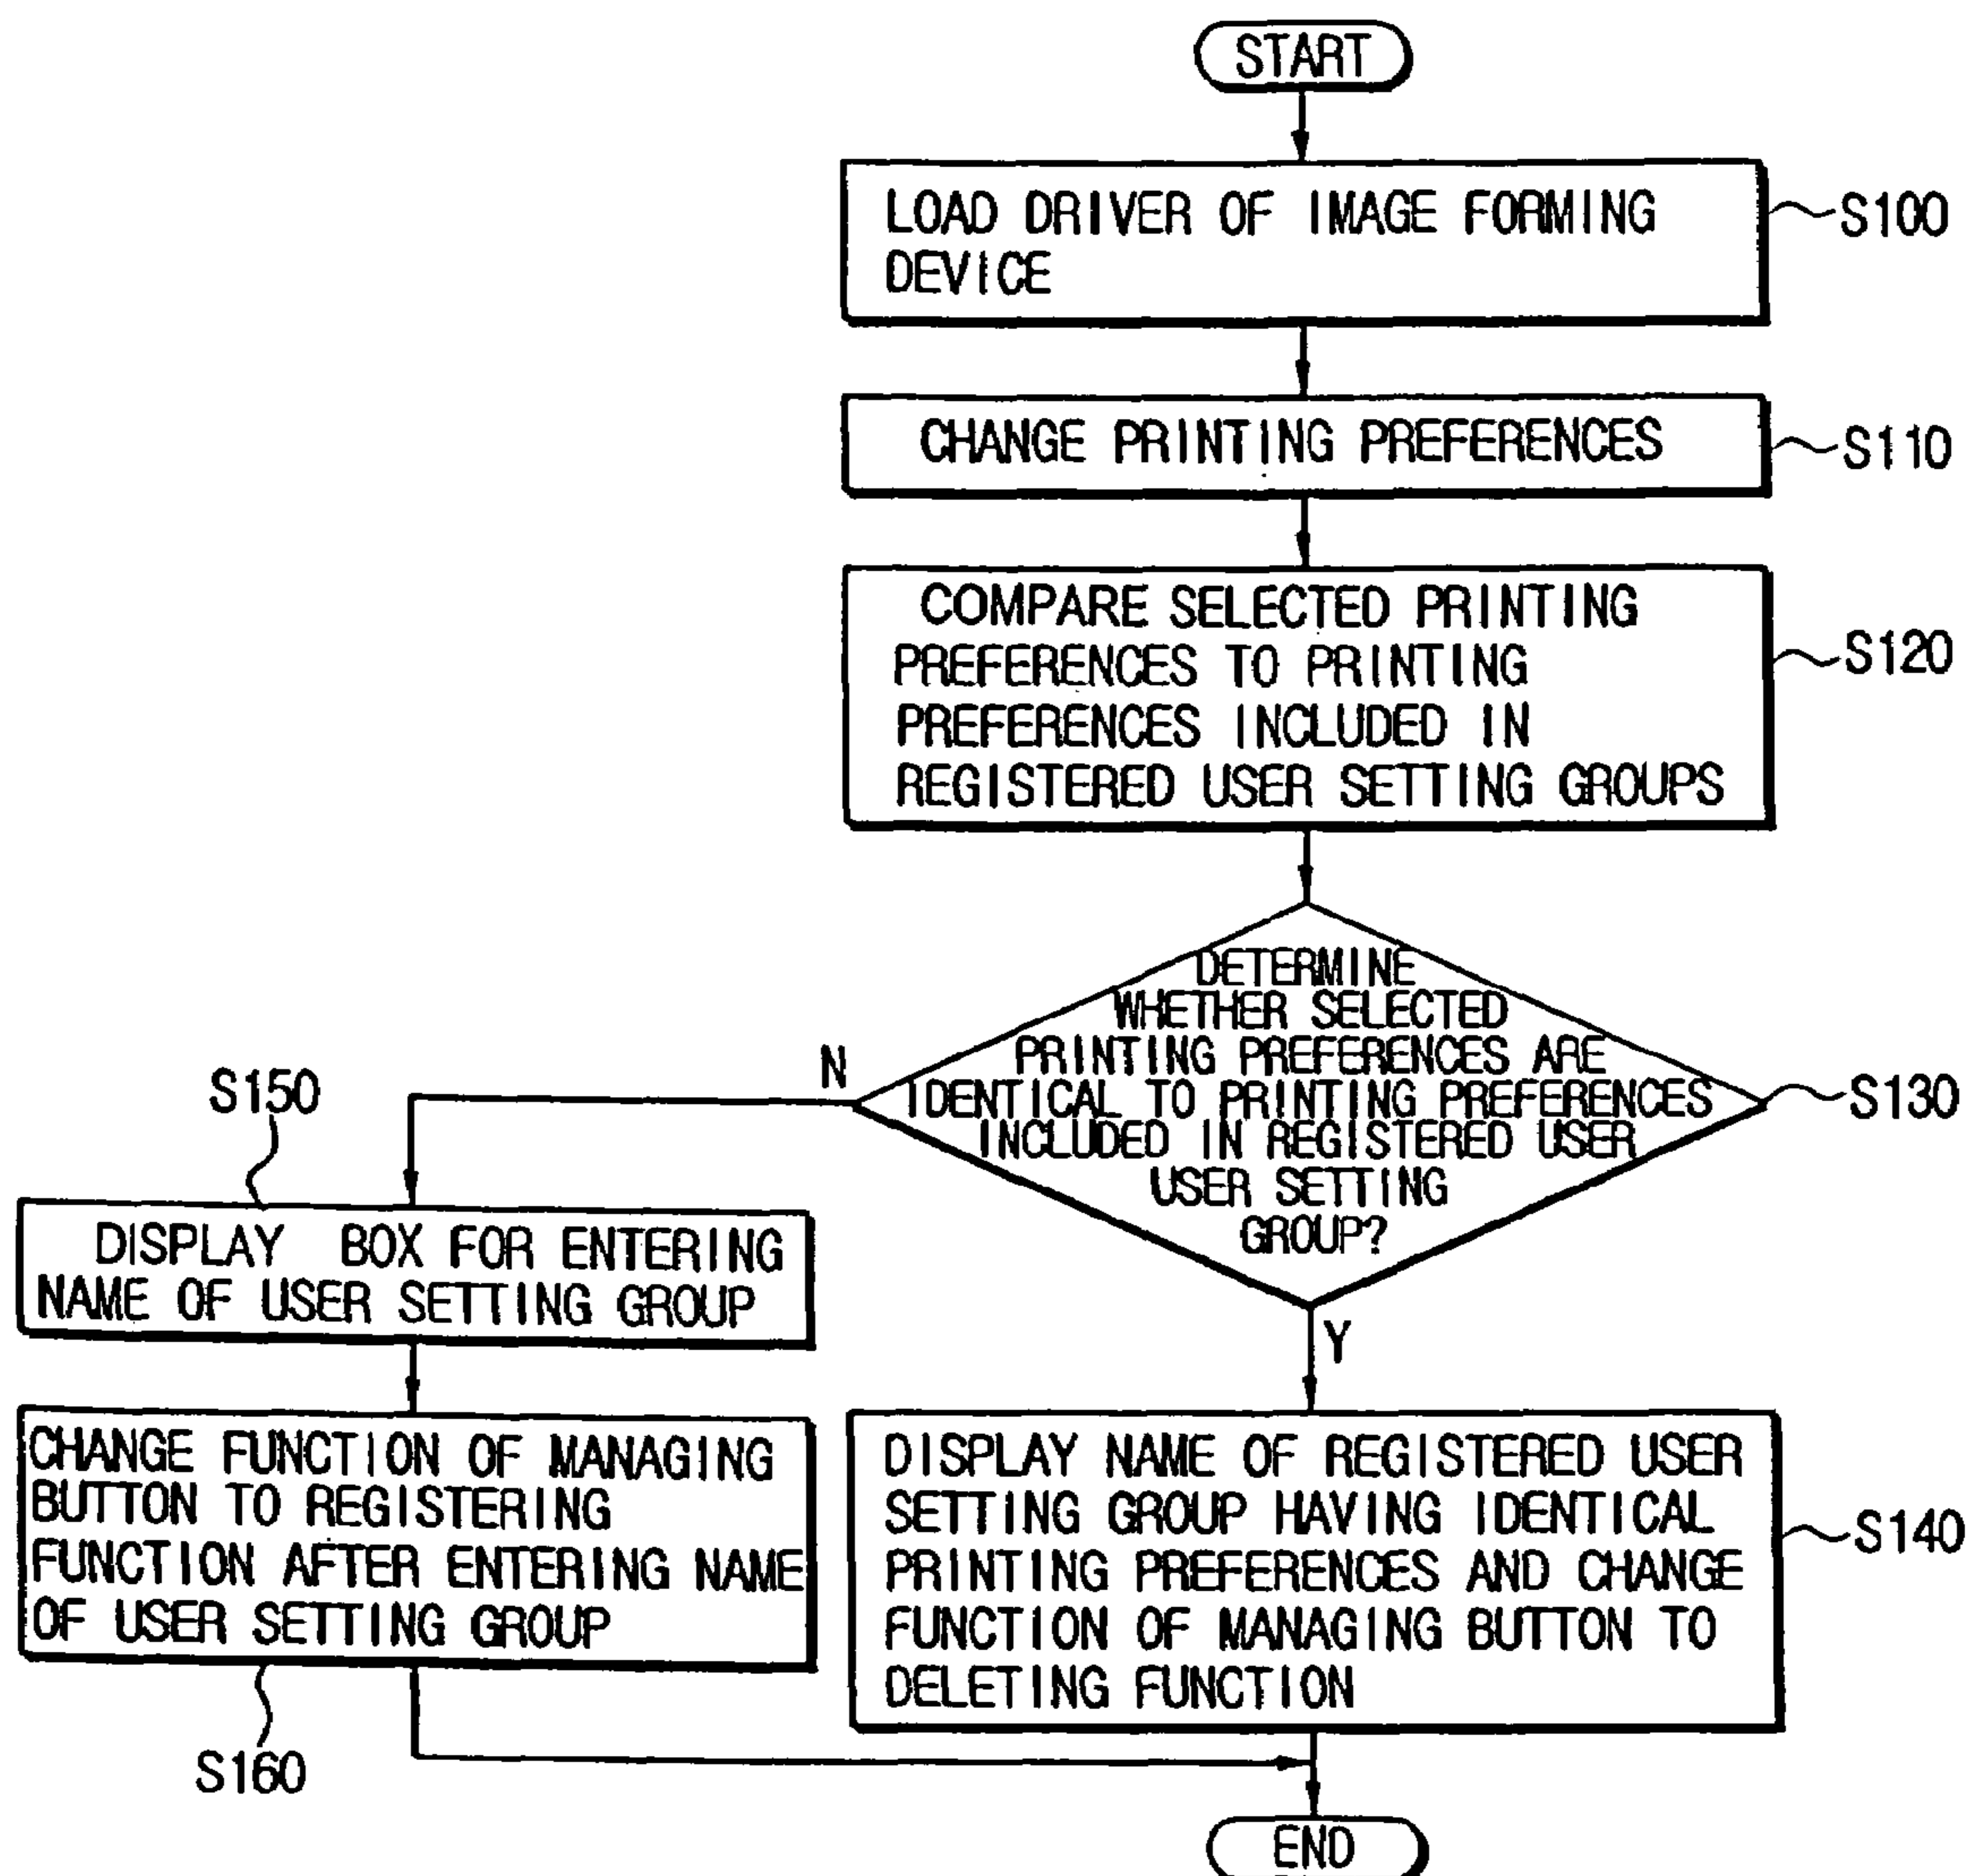 START
LOAD DRIVER OF IMAGE FORMING
DEVICE
S100
CHANGE PRINTING PREFERENCES
S110
COMPARE SELECTED PRINTING
PREFERENCES TO PRINTING
PREFERENCES INCLUDED IN
REGISTERED USER SETTING GROUPS
S120
DETERMINE
WHETHER SELECTED
PRINTING PREFERENCES ARE
IDENTICAL TO PRINTING PREFERENCES
INCLUDED IN REGISTERED USER
USER SETTING
GROUP?
S130
N
Y
S150
DISPLAY BOX FOR ENTERING
NAME OF USER SETTING GROUP
CHANGE FUNCTION OF MANAGING
BUTTON TO REGISTERING
FUNCTION AFTER ENTERING NAME
OF USER SETTING GROUP
S160
DISPLAY NAME OF REGISTERED USER
SETTING GROUP HAVING IDENTICAL
PRINTING PREFERENCES AND CHANGE
FUNCTION OF MANAGING BUTTON TO
DELETING FUNCTION
S140
END